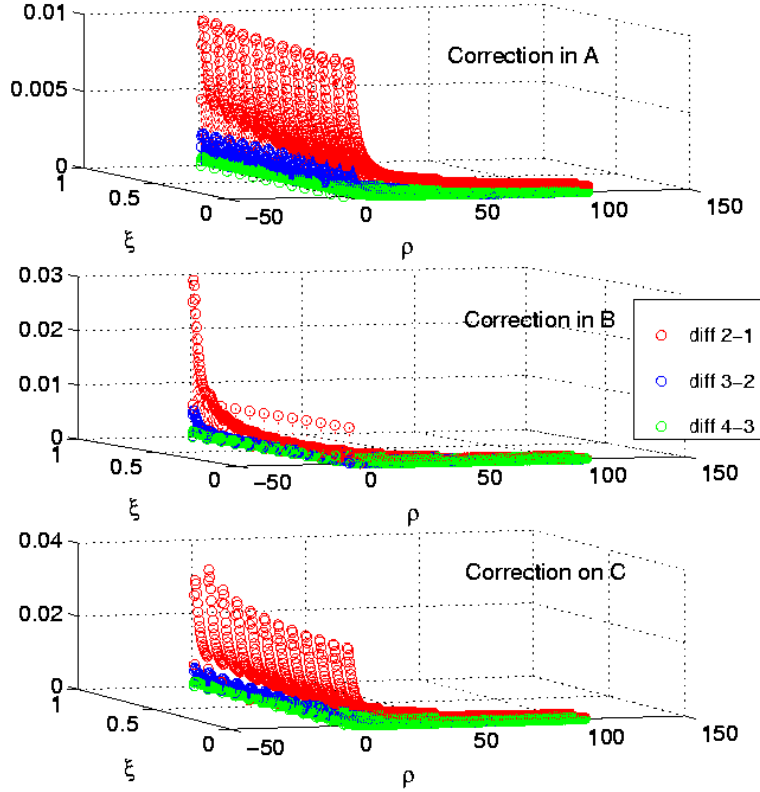 0.01
Correction in A
0.005
0
1
0.5
0
-50
0
50
100
150
ξ
ρ
0.03
0.02
Correction in B
diff 2-1
0.01
diff 3-2
0
diff 4-3
1
0.5
0
-50
0
50
100
150
ξ
ρ
0.04
Correction on C
0.02
0
1
0.5
0
-50
0
50
100
150
ξ
ρ